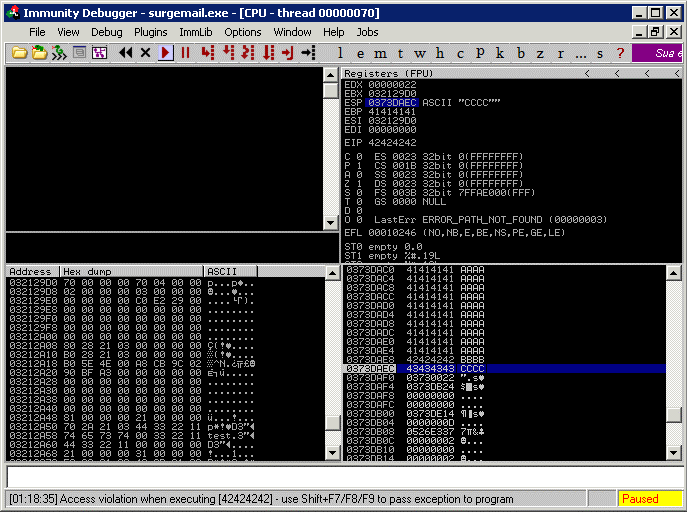 Immunity Debugger - surgemail.exe - [CPU - thread 00000070]
File View Debug Plugins ImmLib Options Window Help Jobs
l e m t w h c p k b z r ... s ?
Registers (FPU) < < < <
EDX 00000022
EBX 032129D0
ESP 0373DAEC ASCII "CCCC"""
EBP 41414141
ESI 032129D0
EDI 00000000
EIP 42424242
C 0 ES 0023 32bit 0(FFFFFFFF)
P 1 CS 001B 32bit 0(FFFFFFFF)
A 0 SS 0023 32bit 0(FFFFFFFF)
Z 1 DS 0023 32bit 0(FFFFFFFF)
S 0 FS 003B 32bit 7FFAE000(FFF)
T 0 GS 0000 NULL
D 0
O 0 LastErr ERROR_PATH_NOT_FOUND (00000003)
EFL 00010246 (NO,NB,E,BE,NS,PE,GE,LE)
ST0 empty 0.0
ST1 empty %#.19L
Address Hex dump ASCII
032129D0 70 00 00 00 70 04 00 00
032129D8 02 00 00 00 03 00 00 00
032129E0 00 00 00 00 C0 E2 29 00
032129E8 00 00 00 00 00 00 00 00 ........
032129F0 00 00 00 00 00 00 00 00 ........
032129F8 00 00 00 00 00 00 00 00 ........
03212A00 00 00 00 00 00 00 00 00 ........
03212A08 80 28 21 03 00 00 00 00
03212A10 B0 28 21 03 00 00 00 00
03212A18 B0 5E 4E 00 A8 CB 9C 02
03212A20 90 BF A3 00 00 00 00 00
03212A28 00 00 00 00 00 00 00 00 ........
03212A30 00 00 00 00 00 00 00 00 ........
03212A38 00 00 00 00 00 00 00 00 ........
03212A40 00 00 00 00 00 00 00 00 ........
03212A48 81 00 00 00 21 00 00 00
03212A50 70 2A 21 03 44 33 22 11
03212A58 74 65 73 74 00 33 22 11
03212A60 44 33 22 11 00 00 00 00
03212A68 21 00 00 00 31 00 00 00
0373DAC0 41414141 AAAA
0373DAC4 41414141 AAAA
0373DAC8 41414141 AAAA
0373DACC 41414141 AAAA
0373DAD0 41414141 AAAA
0373DAD4 41414141 AAAA
0373DAD8 41414141 AAAA
0373DADC 41414141 AAAA
0373DAE0 41414141 AAAA
0373DAE4 41414141 AAAA
0373DAE8 42424242 BBBB
0373DAEC 43434343 CCCC
0373DAF0 03730022
0373DAF4 0373DB24
0373DAF8 00000000 ....
0373DAFC 00000000 ....
0373DB00 0373DE14
0373DB04 0000000D ....
0373DB08 0526E337
0373DB0C 00000002
0373DB10 00000000 ....
0373DB14 00000002
[01:18:35] Access violation when executing [42424242] - use Shift+F7/F8/F9 to pass exception to program
Paused